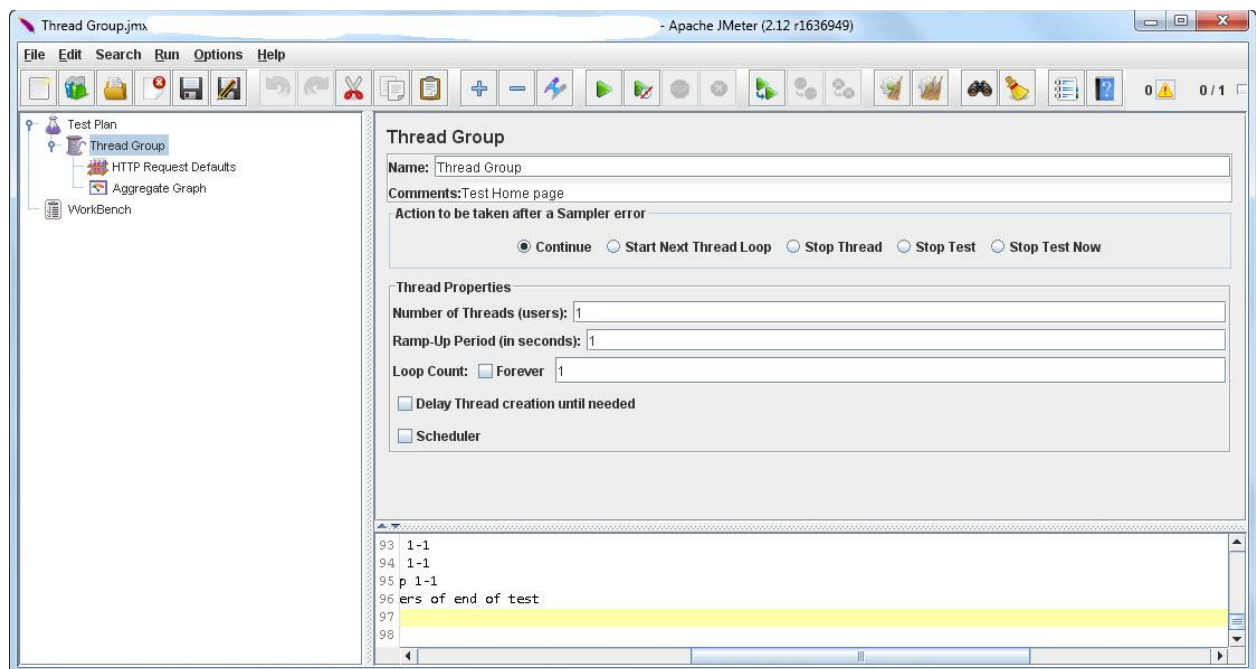 Thread Group.jmx - Apache JMeter (2.12 r1636949)
File Edit Search Run Options Help
0 0 / 1
Test Plan
Thread Group
HTTP Request Defaults
Aggregate Graph
WorkBench
Thread Group
Name: Thread Group
Comments:Test Home page
Action to be taken after a Sampler error
Continue Start Next Thread Loop Stop Thread Stop Test Stop Test Now
Thread Properties
Number of Threads (users): 1
Ramp-Up Period (in seconds): 1
Loop Count: Forever 1
Delay Thread creation until needed
Scheduler
93 1-1
94 1-1
95 p 1-1
96 ers of end of test
97
98